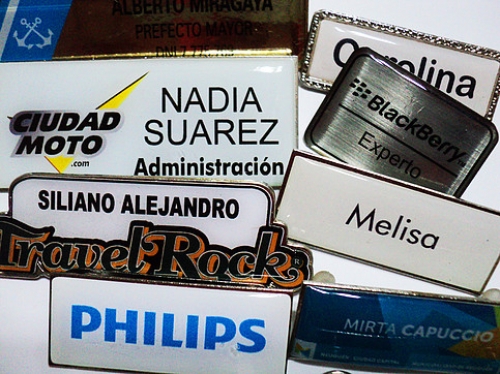 ALBERTO MIRAGAYA
PREFECTO MAYOR
Carolina
BlackBerry
Experto
CIUDAD
MOTO
.com
NADIA
SUAREZ
Administración
SILIANO ALEJANDRO
Travel Rock
Melisa
PHILIPS
MIRTA CAPUCCIO